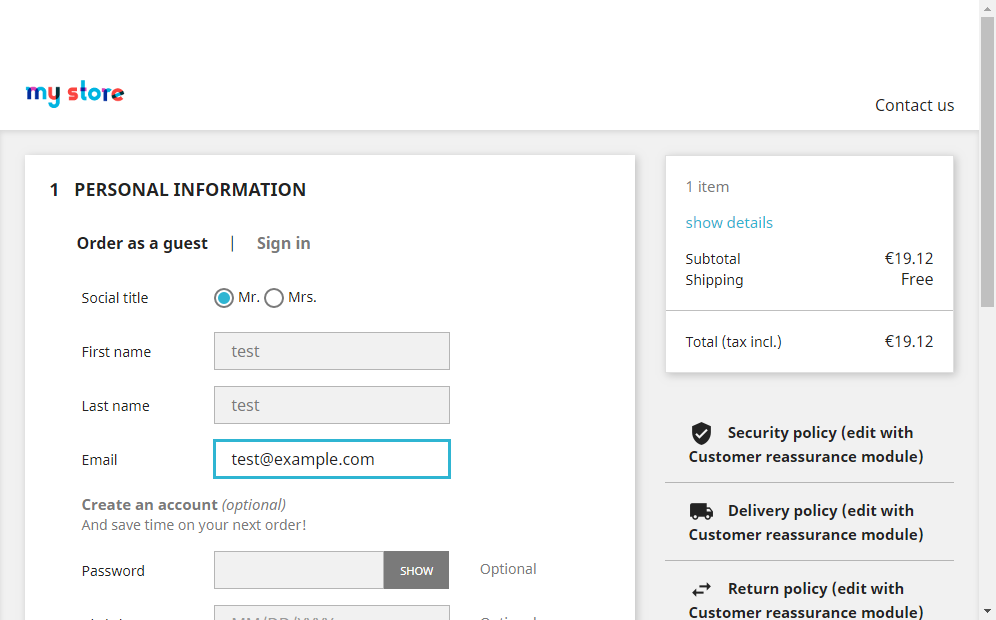 my store
Contact us
1 PERSONAL INFORMATION
Order as a guest | Sign in
Social title Mr. Mrs.
First name test
Last name test
Email test@example.com
Create an account (optional)
And save time on your next order!
Password SHOW Optional
1 item
show details
Subtotal €19.12
Shipping Free
Total (tax incl.) €19.12
Security policy (edit with
Customer reassurance module)
Delivery policy (edit with
Customer reassurance module)
Return policy (edit with
Customer reassurance module)